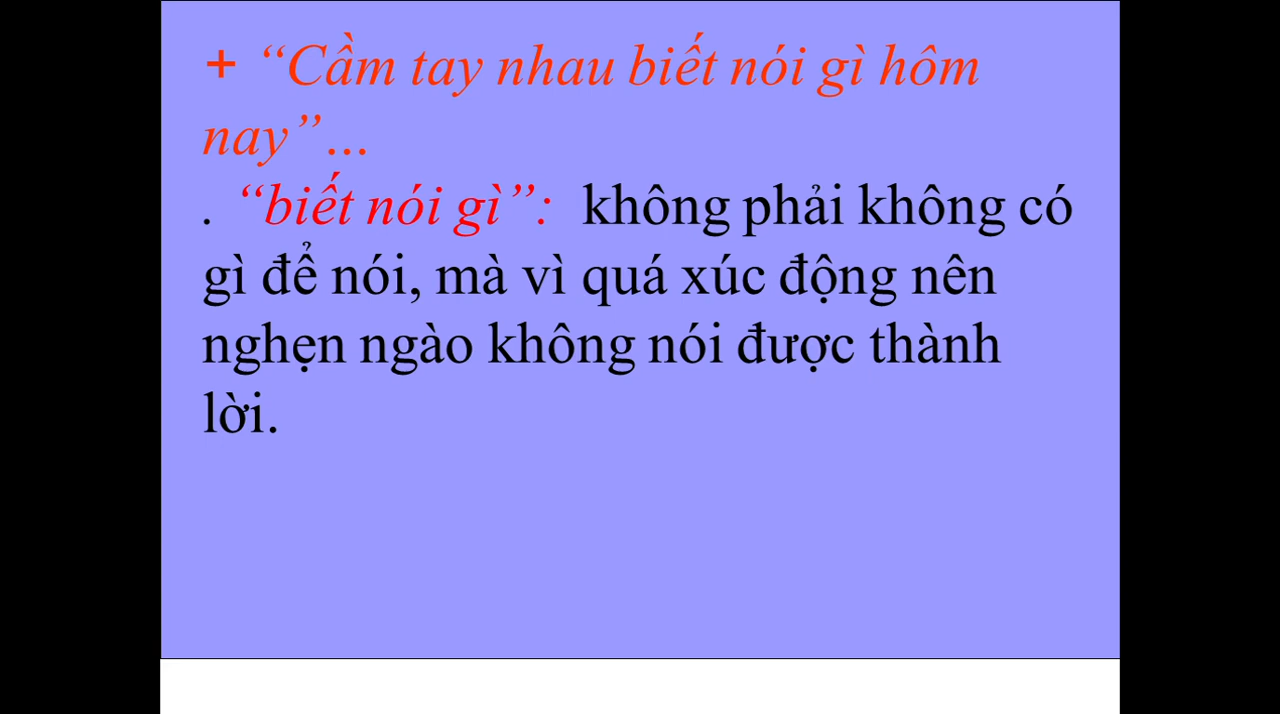 + “Cầm tay nhau biết nói gì hôm
nay”…
. “biết nói gì”: không phải không có
gì để nói, mà vì quá xúc động nên
nghẹn ngào không nói được thành
lời.